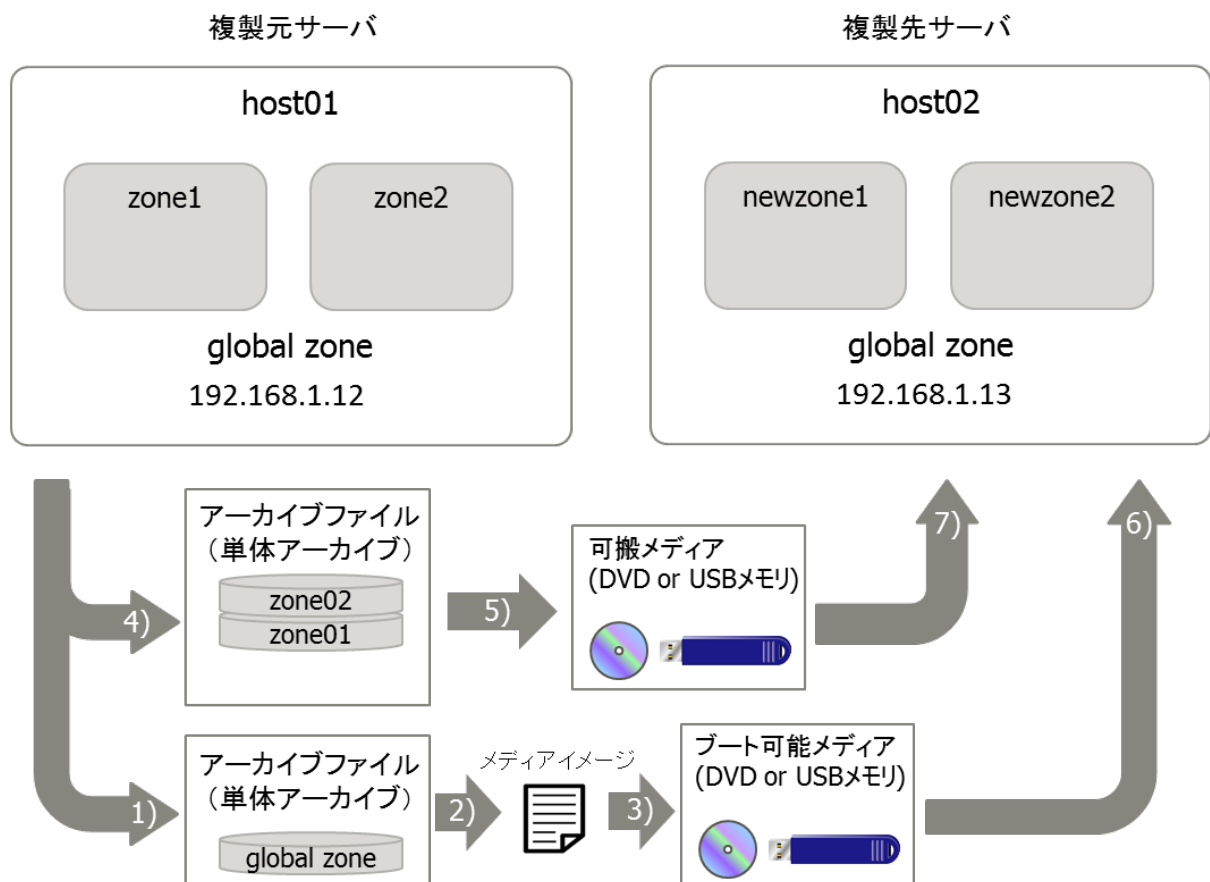 複製元サーバ
複製先サーバ
host01
zone1
zone2
global zone
192.168.1.12
host02
newzone1
newzone2
global zone
192.168.1.13
4)
アーカイブファイル
(単体アーカイブ)
zone02
zone01
5)
可搬メディア
(DVD or USBメモリ)
7)
6)
1)
アーカイブファイル
(単体アーカイブ)
global zone
2)
メディアイメージ
3)
ブート可能メディア
(DVD or USBメモリ)